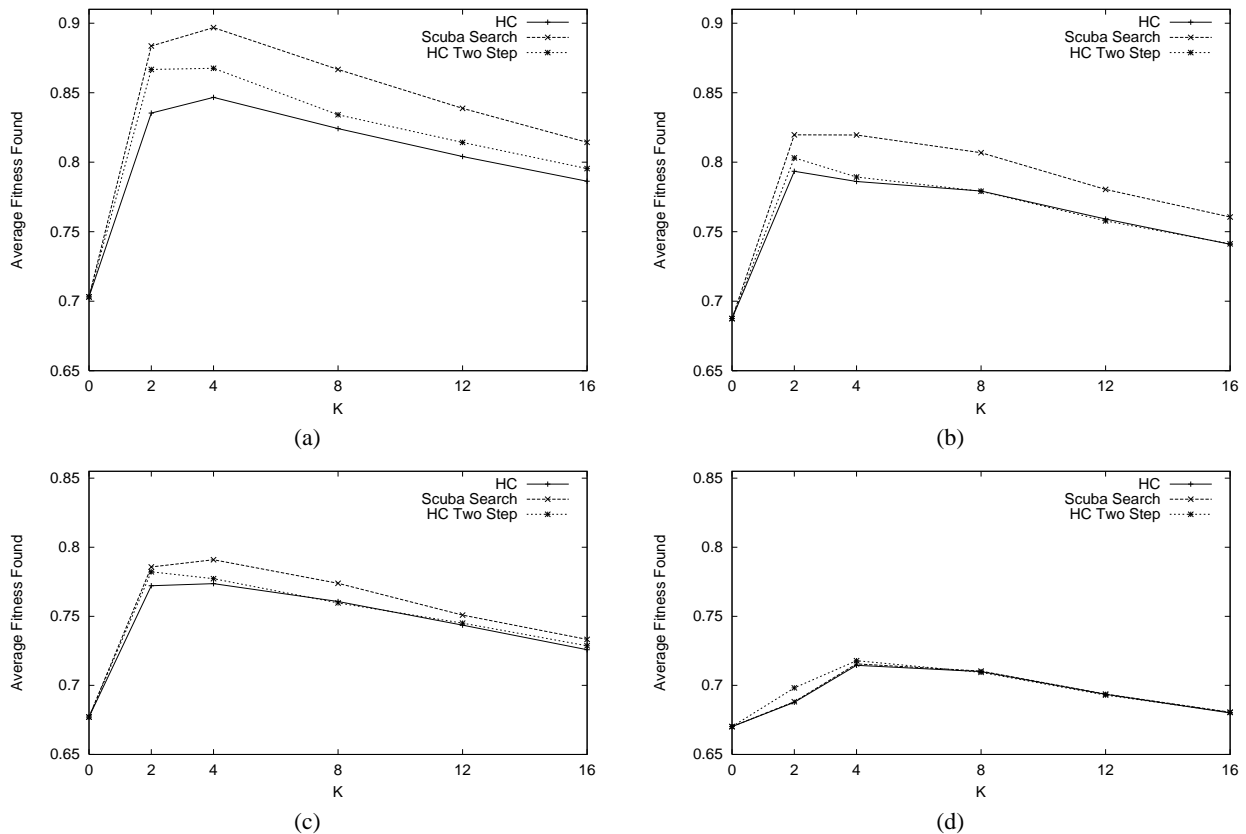 0.9
0.85
0.8
0.75
0.7
0.65
Average Fitness Found
HC
Scuba Search
HC Two Step
0 2 4 8 12 16
K
(a)
0.9
0.85
0.8
0.75
0.7
0.65
Average Fitness Found
HC
Scuba Search
HC Two Step
0 2 4 8 12 16
K
(b)
0.85
0.8
0.75
0.7
0.65
Average Fitness Found
HC
Scuba Search
HC Two Step
0 2 4 8 12 16
K
(c)
0.85
0.8
0.75
0.7
0.65
Average Fitness Found
HC
Scuba Search
HC Two Step
0 2 4 8 12 16
K
(d)